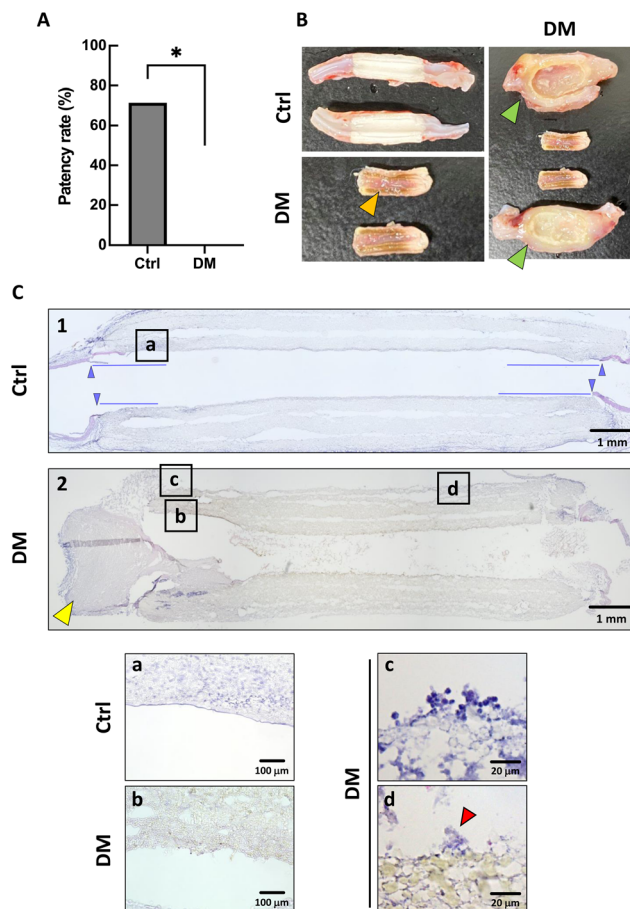 A
Patency rate (%)
100
80
60
40
20
0
*
Ctrl
DM
B
DM
Ctrl
DM
C
1
a
Ctrl
1 mm
2
c
b
d
DM
1 mm
a
Ctrl
100 μm
b
DM
100 μm
DM
c
20 μm
d
20 μm